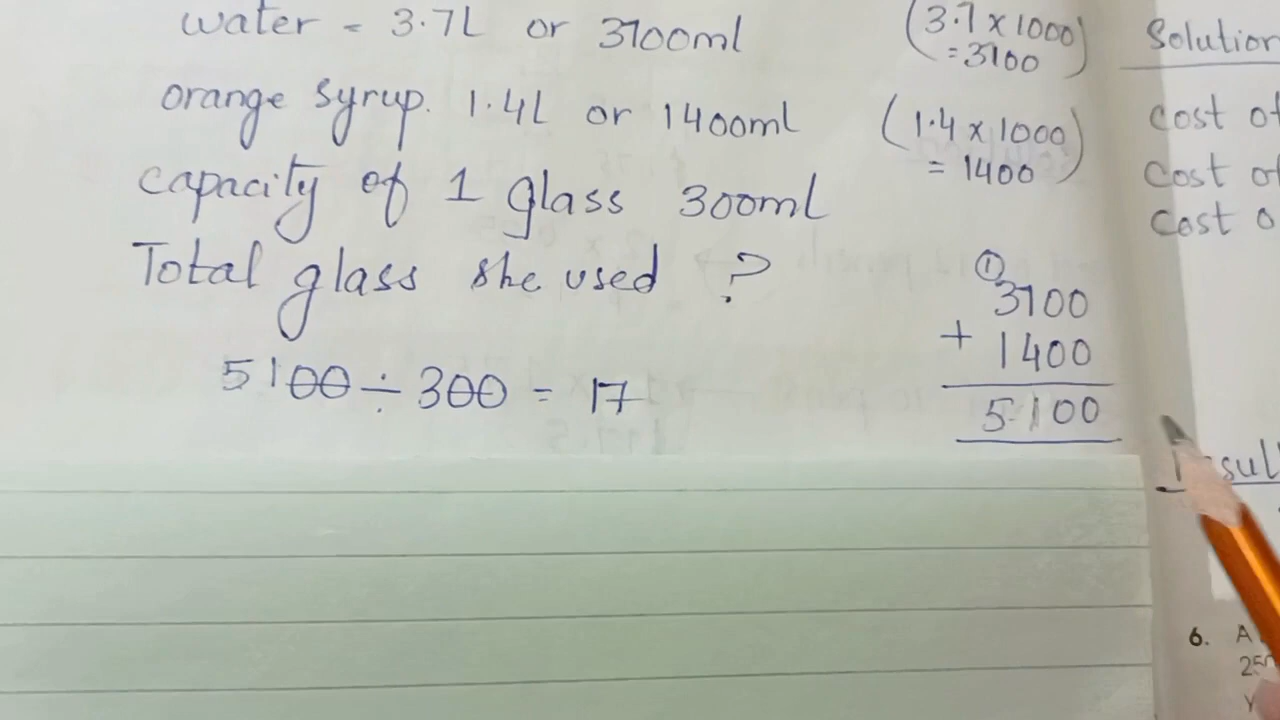 water = 3.7L or 3700ml
(3.7 x 1000)
= 3700
orange syrup. 1.4L or 1400ml
(1.4 x 1000)
= 1400
capacity of 1 glass 300ml
Total glass she used ?
5100 ÷ 300 = 17
1
3700
+ 1400
5100
Solution
cost of
cost of
cost o
6. A